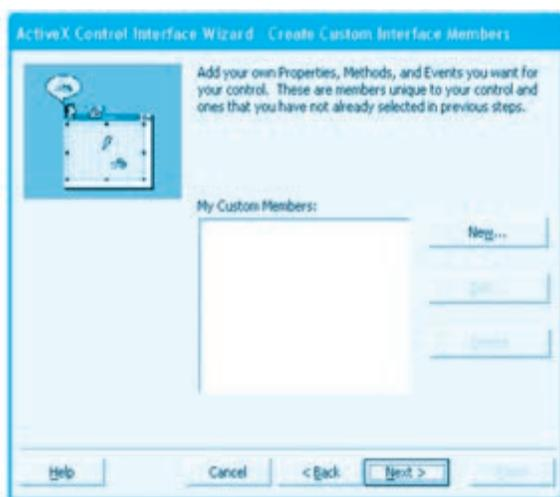 ActiveX Control Interface Wizard Create Custom Interface Members
Add your own Properties, Methods, and Events you want for
your control. These are members unique to your control and
ones that you have not already selected in previous steps.
My Custom Members:
New...
Help
Cancel
< Back
Next >